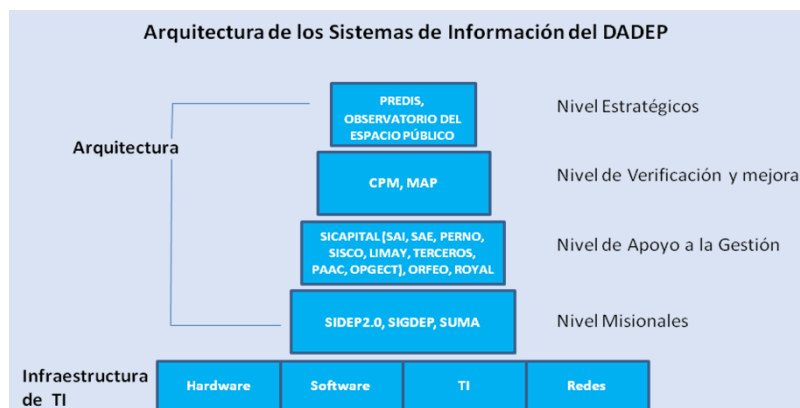 Arquitectura de los Sistemas de Información del DADEP
PREDIS,
OBSERVATORIO DEL
ESPACIO PÚBLICO
Nivel Estratégicos
Arquitectura
CPM, MAP
Nivel de Verificación y mejora
SICAPITAL (SAI, SAE, PERNO,
SISCO, LIMAY, TERCEROS,
PAAC, OPGECT), ORFEO, ROYAL
Nivel de Apoyo a la Gestión
SIDEP2.0, SIGDEP, SUMA
Nivel Misionales
Infraestructura
de TI
Hardware
Software
TI
Redes